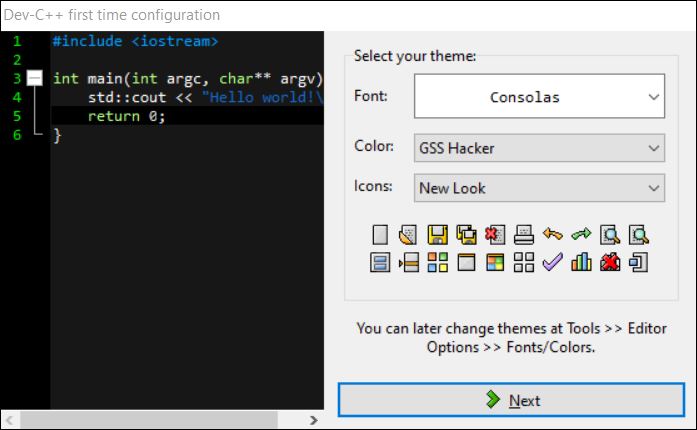 Dev-C++ first time configuration
1 #include <iostream>
2
3 int main(int argc, char** argv)
4 std::cout << "Hello world!\
5 return 0;
6 }
Select your theme:
Font: Consolas
Color: GSS Hacker
Icons: New Look
You can later change themes at Tools >> Editor
Options >> Fonts/Colors.
Next